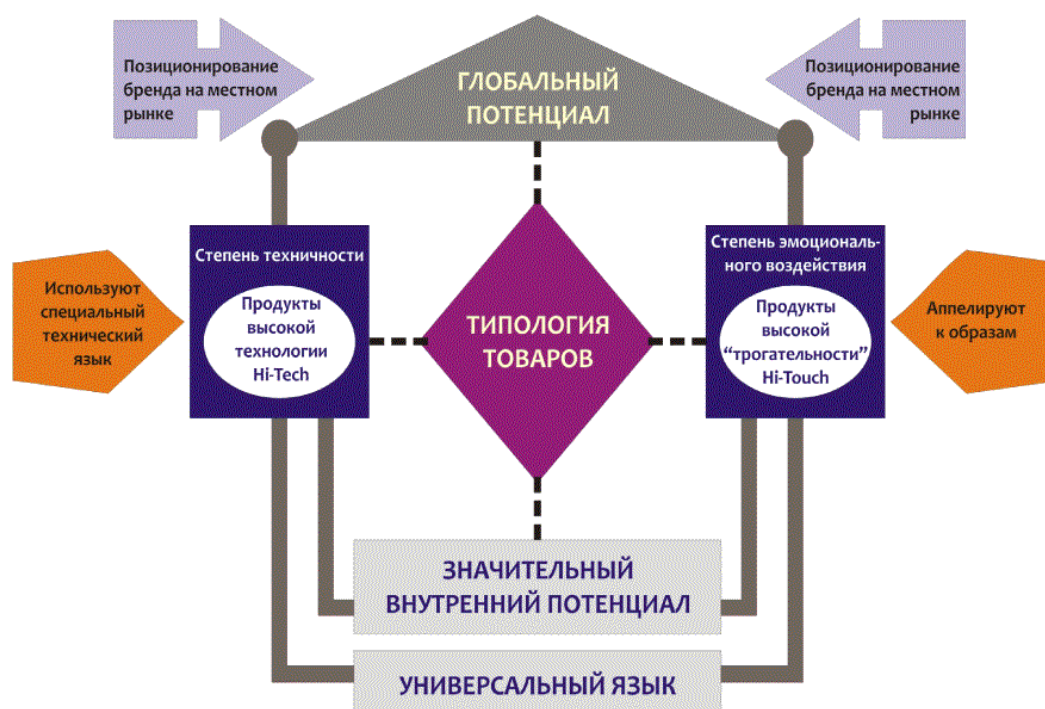 Позиционирование
бренда на местном
рынке
ГЛОБАЛЬНЫЙ
ПОТЕНЦИАЛ
Позиционирование
бренда на местном
рынке
Степень техничности
Продукты
высокой
технологии
Hi-Tech
Используют
специальный
технический
язык
ТИПОЛОГИЯ
ТОВАРОВ
Степень эмоциональ-
ного воздействия
Продукты
высокой
“трогательности”
Hi-Touch
Аппелируют
к образам
ЗНАЧИТЕЛЬНЫЙ
ВНУТРЕННИЙ ПОТЕНЦИАЛ
УНИВЕРСАЛЬНЫЙ ЯЗЫК